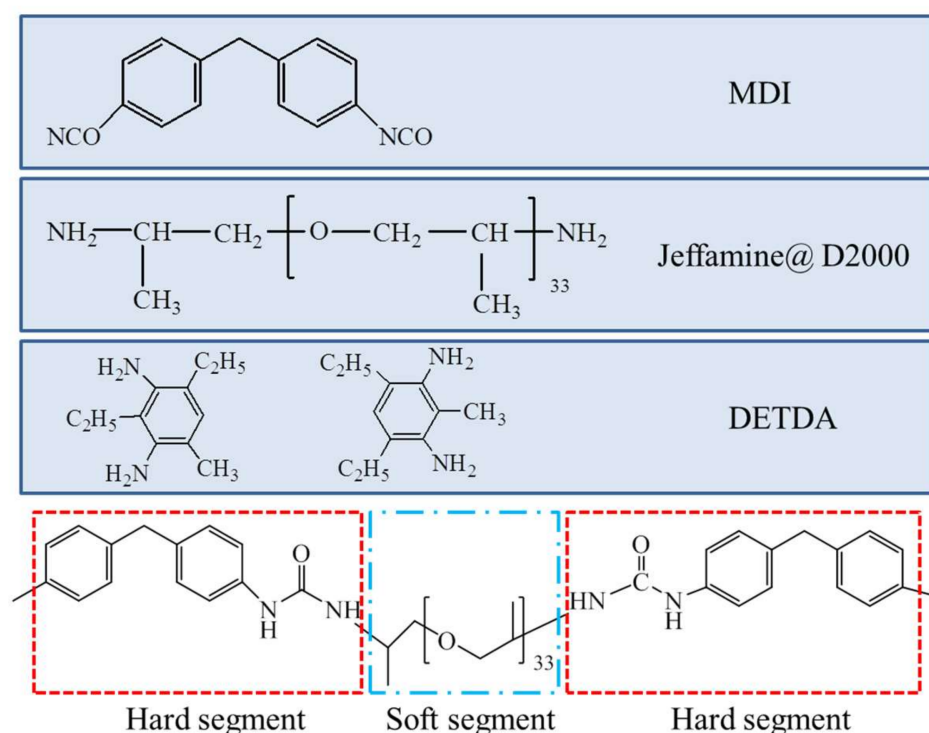 NCO NCO MDI
NH₂—CH—CH₂—[O—CH₂—CH]—NH₂
CH₃ CH₃ 33
Jeffamine@ D2000
H₂N C₂H₅ C₂H₅ NH₂
C₂H₅ CH₃ DETDA
H₂N CH₃ C₂H₅ NH₂
O O
C HN C
N H N H O 33 N H
Hard segment Soft segment Hard segment